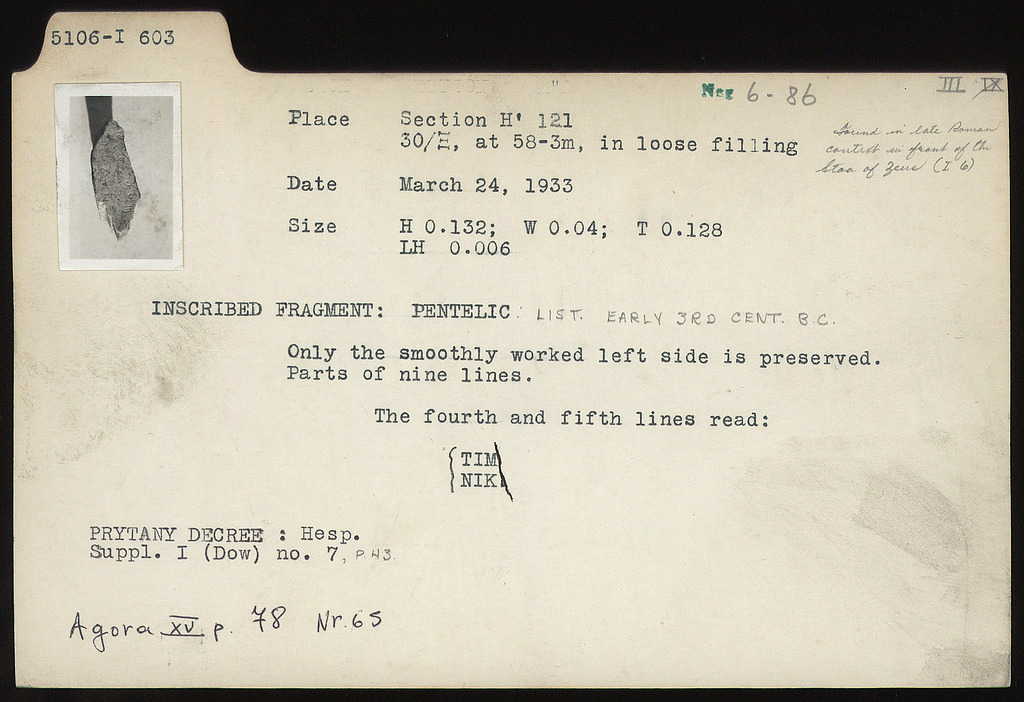 5106-I 603
Neg 6-86
III IX
Place Section H' 121
30/Ξ, at 58-3m, in loose filling
Found in late Roman
context in front of the
Stoa of Zeus (I 6)
Date March 24, 1933
Size H 0.132; W 0.04; T 0.128
LH 0.006
INSCRIBED FRAGMENT: PENTELIC. LIST. EARLY 3RD CENT. B.C.
Only the smoothly worked left side is preserved.
Parts of nine lines.
The fourth and fifth lines read:
TIM
NIK
PRYTANY DECREE : Hesp.
Suppl. I (Dow) no. 7, P.43.
Agora XV p. 78 Nr.65